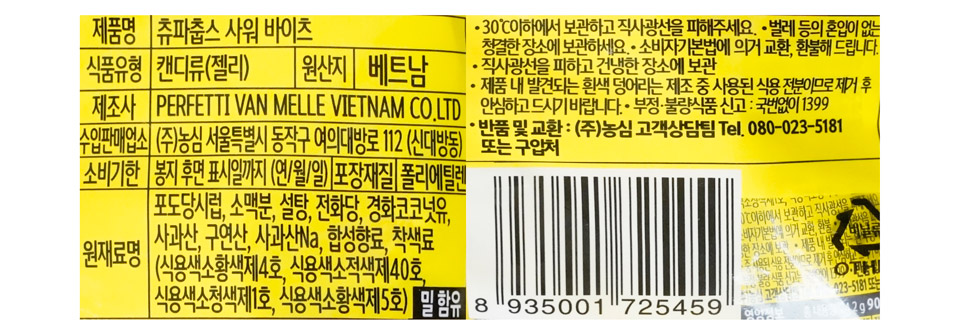 제품명 츄파춥스 사워 바이츠
식품유형 캔디류(젤리) 원산지 베트남
제조사 PERFETTI VAN MELLE VIETNAM CO.,LTD
수입판매업소 (주)농심 서울특별시 동작구 여의대방로 112 (신대방동)
소비기한 봉지 후면 표시일까지 (연/월/일) 포장재질 폴리에틸렌
원재료명 포도당시럽, 소맥분, 설탕, 전화당, 경화코코넛유,
사과산, 구연산, 사과산Na, 합성향료, 착색료
(식용색소황색제4호, 식용색소적색제40호,
식용색소청색제1호, 식용색소황색제5호) 밀 함유
• 30℃이하에서 보관하고 직사광선을 피해주세요. • 벌레 등의 혼입이 없는
청결한 장소에 보관하세요. • 소비자기본법에 의거 교환, 환불해 드립니다.
• 직사광선을 피하고 건냉한 장소에 보관
• 제품 내 발견되는 흰색 덩어리는 제조 중 사용된 식용 전분이므로 제거 후
안심하고 드시기 바랍니다. • 부정·불량식품 신고 : 국번없이 1399
• 반품 및 교환 : (주)농심 고객상담팀 Tel. 080-023-5181
또는 구입처
8 935001 725459
비닐류
OTHER
영양정보